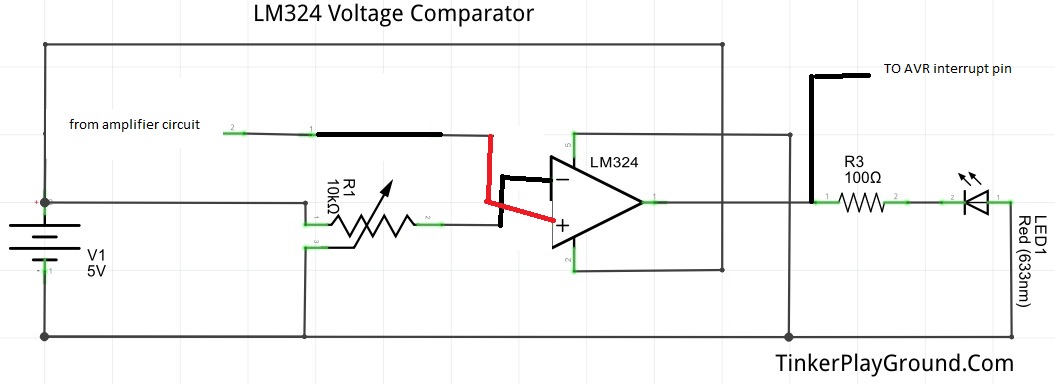 LM324 Voltage Comparator
TO AVR interrupt pin
from amplifier circuit
2
1
5
LM324
R3
100Ω
R1
10kΩ
1
2
3
−
+
1
2
1
2
2
1
+
V1
5V
- 1
LED1
Red (633nm)
TinkerPlayGround.Com